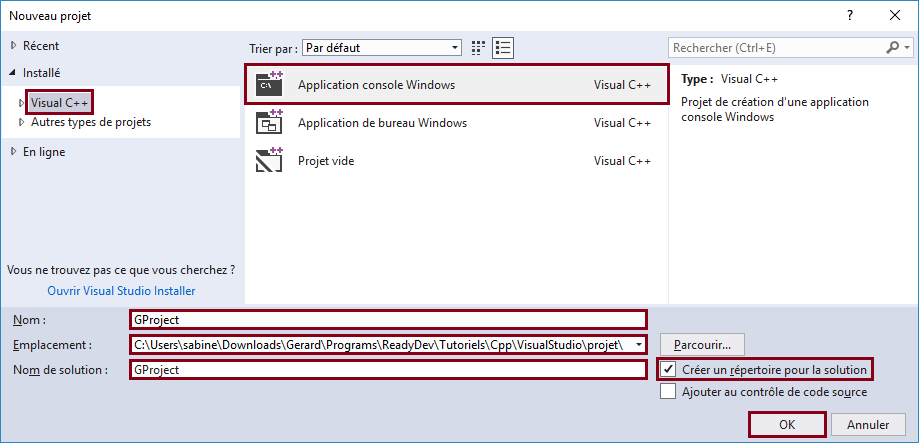 Nouveau projet
Récent
Installé
Visual C++
Autres types de projets
En ligne
Vous ne trouvez pas ce que vous cherchez ?
Ouvrir Visual Studio Installer
Trier par : Par défaut
Application console Windows Visual C++
Application de bureau Windows Visual C++
Projet vide Visual C++
Rechercher (Ctrl+E)
Type : Visual C++
Projet de création d'une application
console Windows
Nom : GProject
Emplacement : C:\Users\sabine\Downloads\Gerard\Programs\ReadyDev\Tutoriels\Cpp\VisualStudio\projet\ Parcourir...
Nom de solution : GProject
Créer un répertoire pour la solution
Ajouter au contrôle de code source
OK Annuler